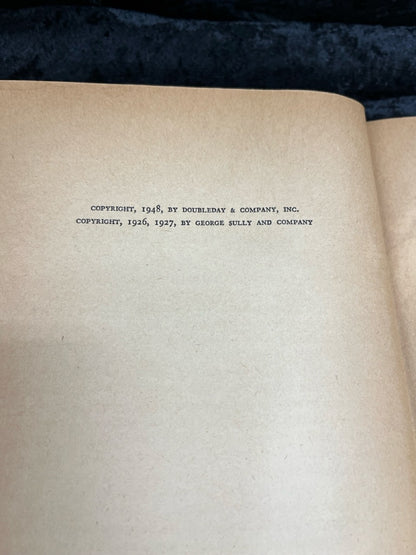 COPYRIGHT, 1948, BY DOUBLEDAY & COMPANY, INC.
COPYRIGHT, 1926, 1927, BY GEORGE SULLY AND COMPANY